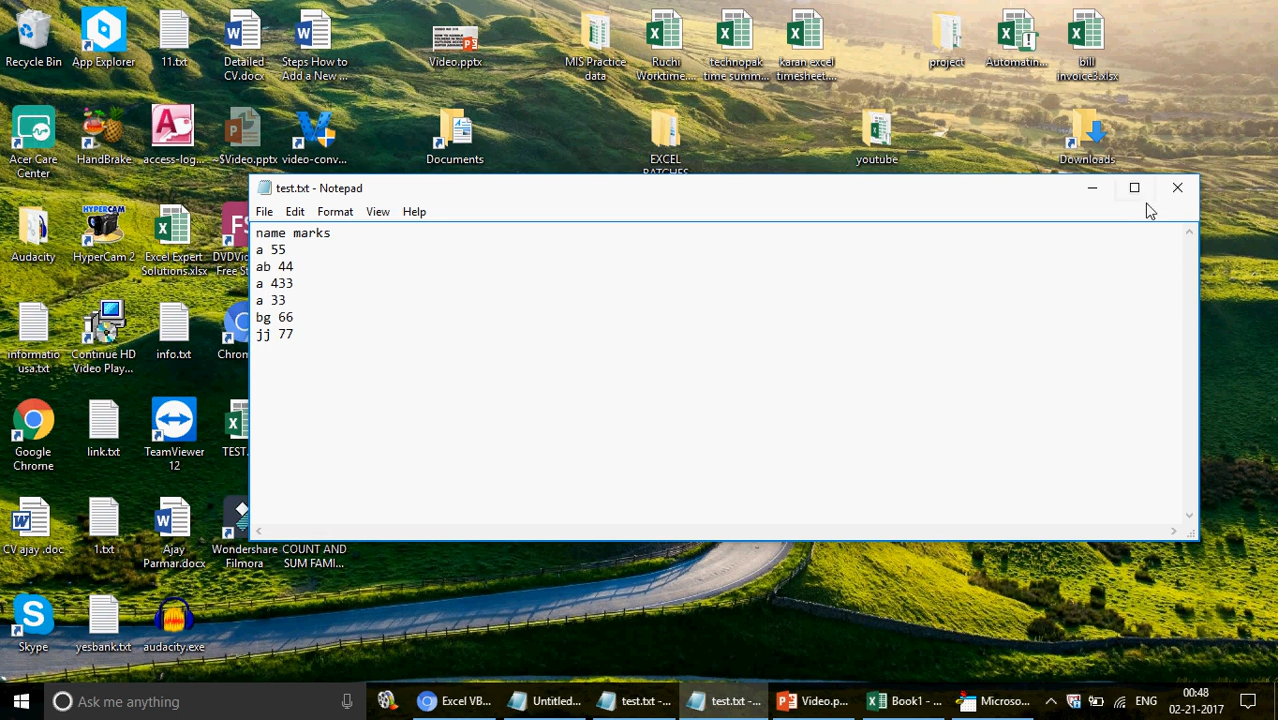 Recycle Bin
App Explorer
11.txt
Detailed CV.docx
Steps How to Add a New ...
Video.pptx
MIS Practice data
Ruchi Worktime....
technopak time summ...
karan excel timesheet....
project
Automatin...
bill invoice3.xlsx
Acer Care Center
HandBrake
access-log...
~$Video.pptx
video-conv...
Documents
EXCEL
youtube
Downloads
test.txt - Notepad
File Edit Format View Help
name marks
a 55
ab 44
a 433
a 33
bg 66
jj 77
Audacity
HyperCam 2
Excel Expert Solutions.xlsx
informatio usa.txt
Continue HD Video Play...
info.txt
Google Chrome
link.txt
TeamViewer 12
CV ajay .doc
1.txt
Ajay Parmar.docx
Wondershare Filmora
COUNT AND SUM FAMI...
Skype
yesbank.txt
audacity.exe
Ask me anything
Excel VB...
Untitled...
test.txt -...
test.txt -...
Video.p...
Book1 - ...
Microso...
ENG
00:48
02-21-2017